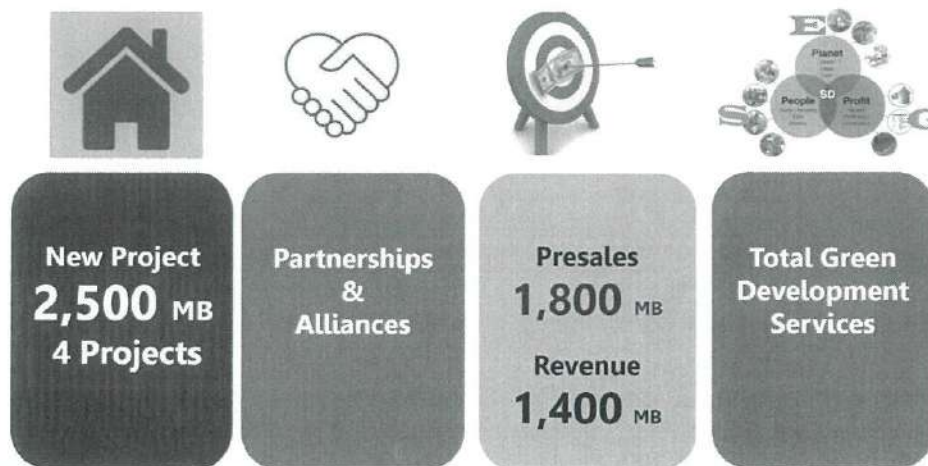 E
Planet
SD
People
Profit
S
G
New Project
2,500 MB
4 Projects
Partnerships
&
Alliances
Presales
1,800 MB
Revenue
1,400 MB
Total Green
Development
Services